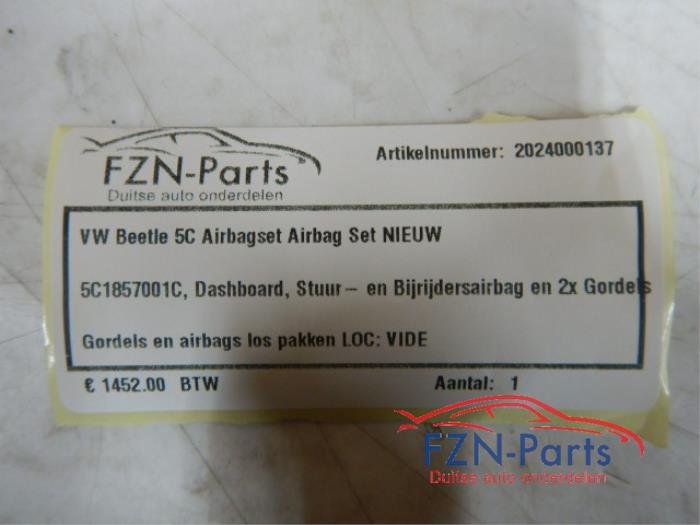 FZN-Parts
Duitse auto onderdelen
Artikelnummer: 2024000137
VW Beetle 5C Airbagset Airbag Set NIEUW
5C1857001C, Dashboard, Stuur- en Bijrijdersairbag en 2x Gordels
Gordels en airbags los pakken LOC: VIDE
€ 1452.00 BTW
Aantal: 1
FZN-Parts
Duitse auto onderdelen